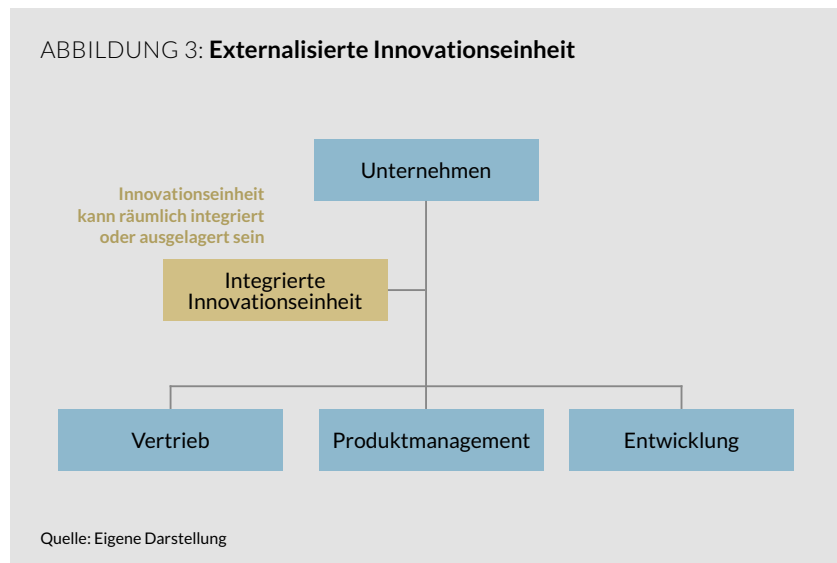 ABBILDUNG 3: Externalisierte Innovationseinheit
Unternehmen
Innovationseinheit
kann räumlich integriert
oder ausgelagert sein
Integrierte
Innovationseinheit
Vertrieb
Produktmanagement
Entwicklung
Quelle: Eigene Darstellung